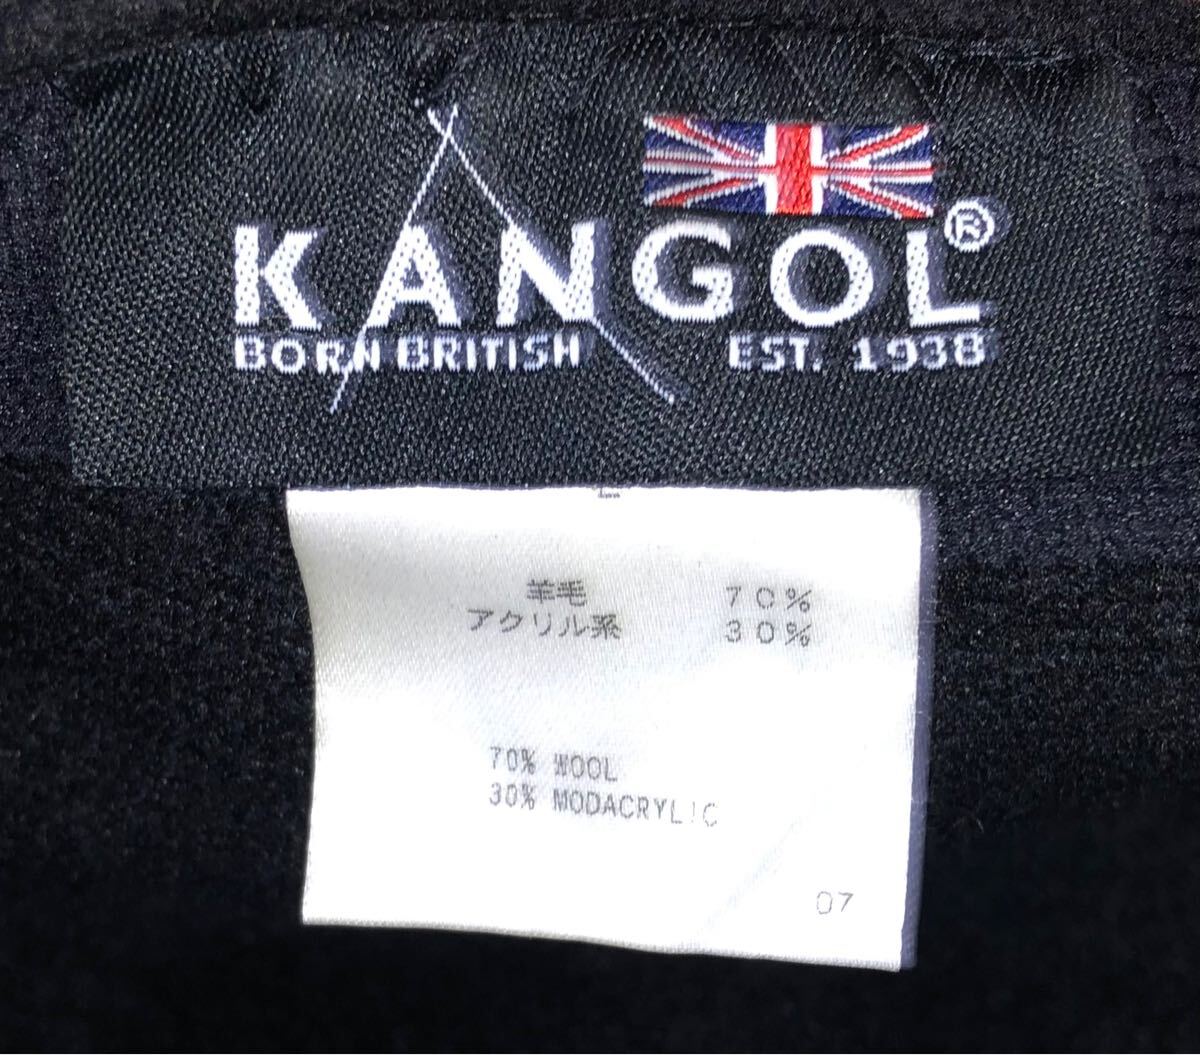 KANGOL®
BORN BRITISH EST. 1938
羊毛 70%
アクリル系 30%
70% WOOL
30% MODACRYLIC
07